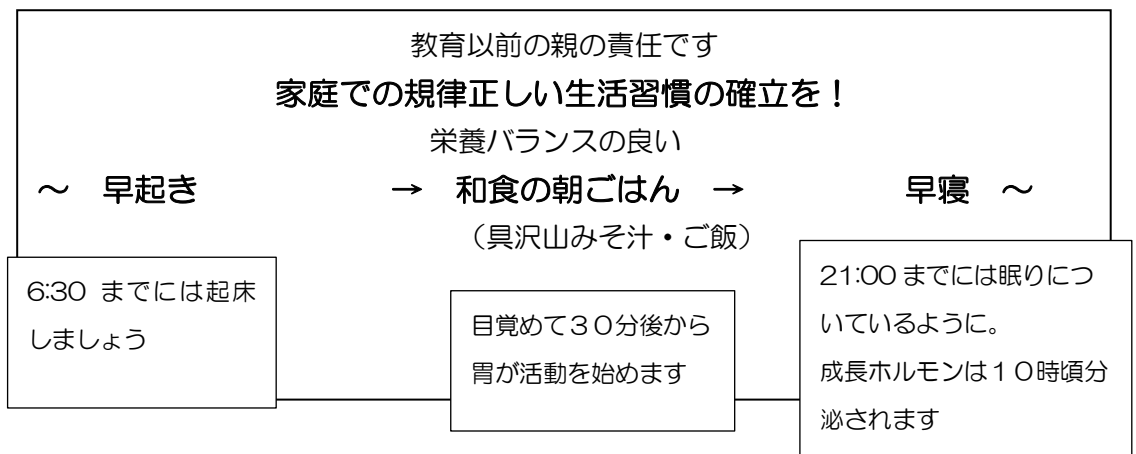 教育以前の親の責任です
家庭での規律正しい生活習慣の確立を！
栄養バランスの良い
～　早起き　→　和食の朝ごはん　→　早寝　～
（具沢山みそ汁・ご飯）
6:30 までには起床
しましょう
目覚めて３０分後から
胃が活動を始めます
21:00 までには眠りにつ
いているように。
成長ホルモンは１０時頃分
泌されます